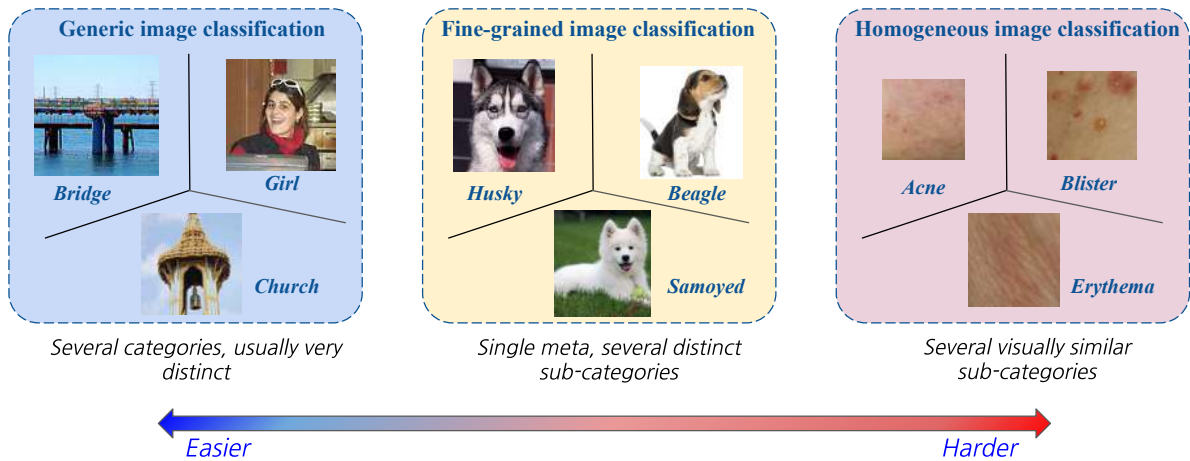 Generic image classification
Bridge
Girl
Church
Several categories, usually very
distinct
Fine-grained image classification
Husky
Beagle
Samoyed
Single meta, several distinct
sub-categories
Homogeneous image classification
Acne
Blister
Erythema
Several visually similar
sub-categories
Easier
Harder